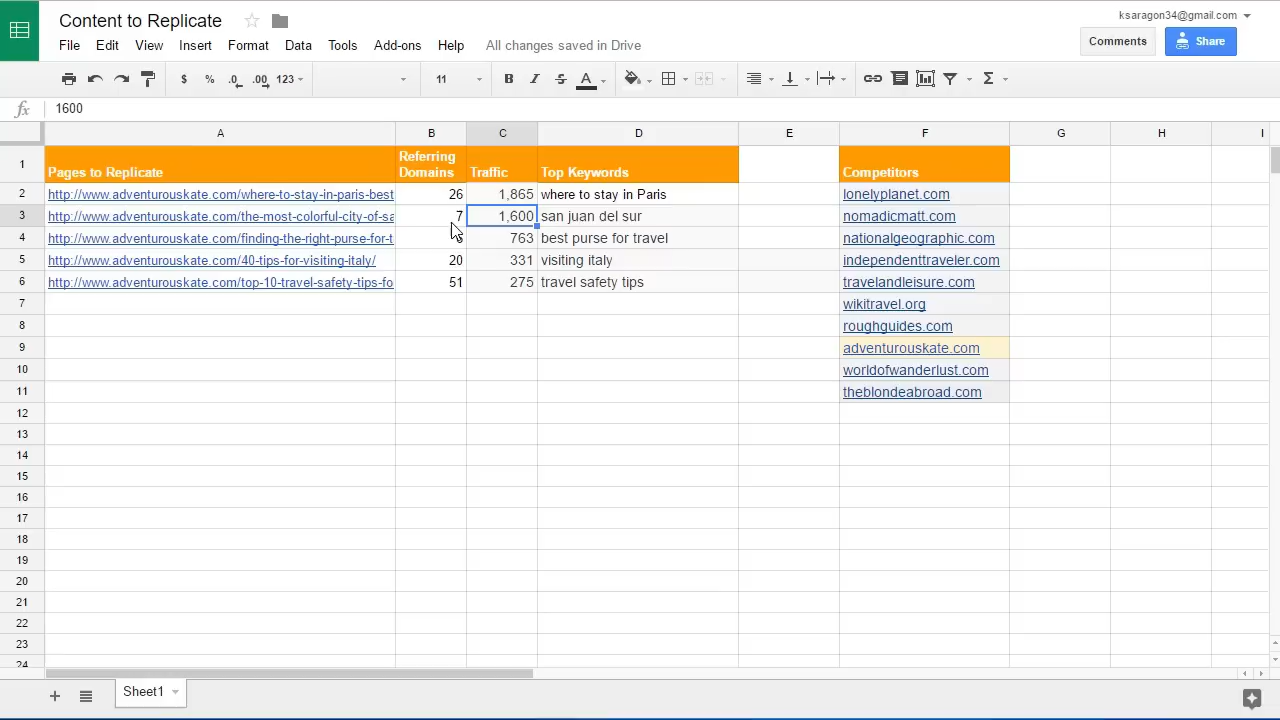 Content to Replicate
ksaragon34@gmail.com
File Edit View Insert Format Data Tools Add-ons Help All changes saved in Drive
Comments Share
$ % .0 .00 123 11 B I S A Σ
fx 1600
A B C D E F G H I
1 Pages to Replicate Referring Domains Traffic Top Keywords Competitors
2 http://www.adventurouskate.com/where-to-stay-in-paris-best 26 1,865 where to stay in Paris lonelyplanet.com
3 http://www.adventurouskate.com/the-most-colorful-city-of-sa 7 1,600 san juan del sur nomadicmatt.com
4 http://www.adventurouskate.com/finding-the-right-purse-for-t 763 best purse for travel nationalgeographic.com
5 http://www.adventurouskate.com/40-tips-for-visiting-italy/ 20 331 visiting italy independenttraveler.com
6 http://www.adventurouskate.com/top-10-travel-safety-tips-fo 51 275 travel safety tips travelandleisure.com
7 wikitravel.org
8 roughguides.com
9 adventurouskate.com
10 worldofwanderlust.com
11 theblondeabroad.com
12
13
14
15
16
17
18
19
20
21
22
23
24
Sheet1